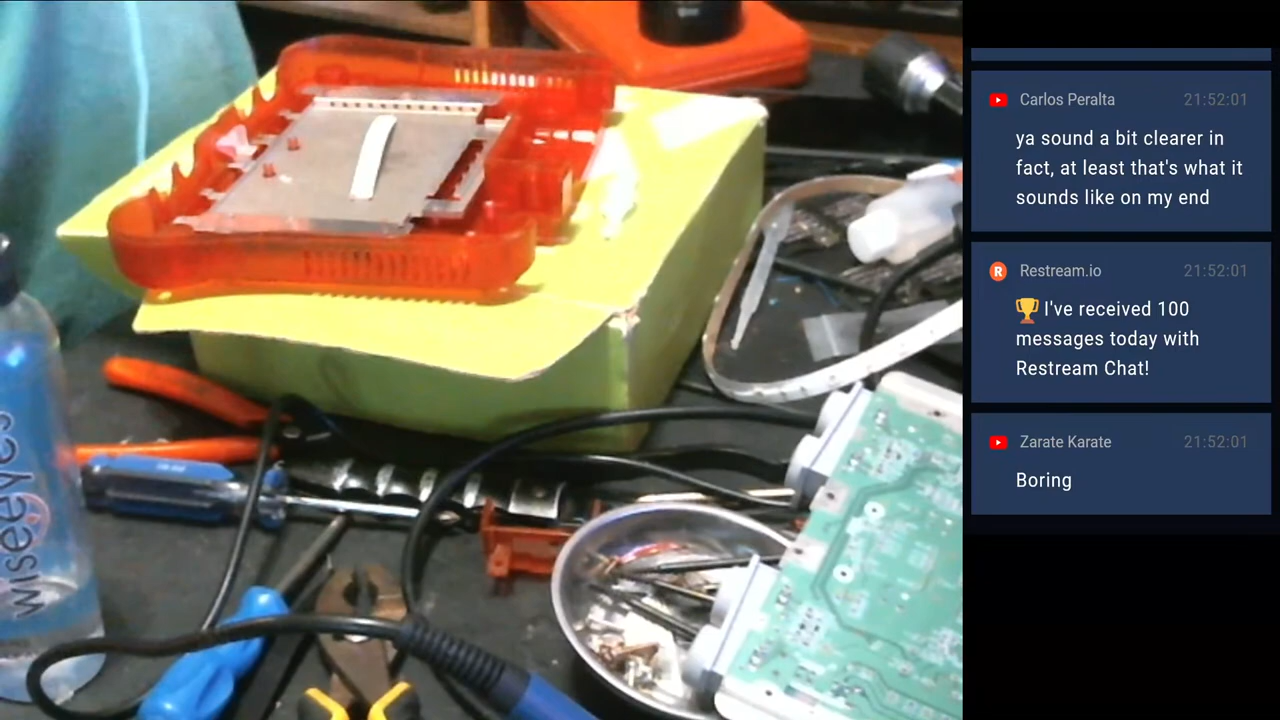 Carlos Peralta 21:52:01
ya sound a bit clearer in
fact, at least that's what it
sounds like on my end
R Restream.io 21:52:01
🏆I've received 100
messages today with
Restream Chat!
Zarate Karate 21:52:01
Boring
wiseeyes